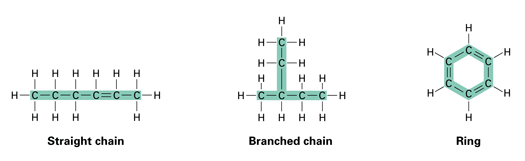 H H H H H H
H–C–C–C–C=C–C–H
H H H H
Straight chain
H
H–C–H
H–C–H
H H H
H–C–C–C–C–H
H H H H
Branched chain
H
H C H
C C
C C
H C H
H
Ring